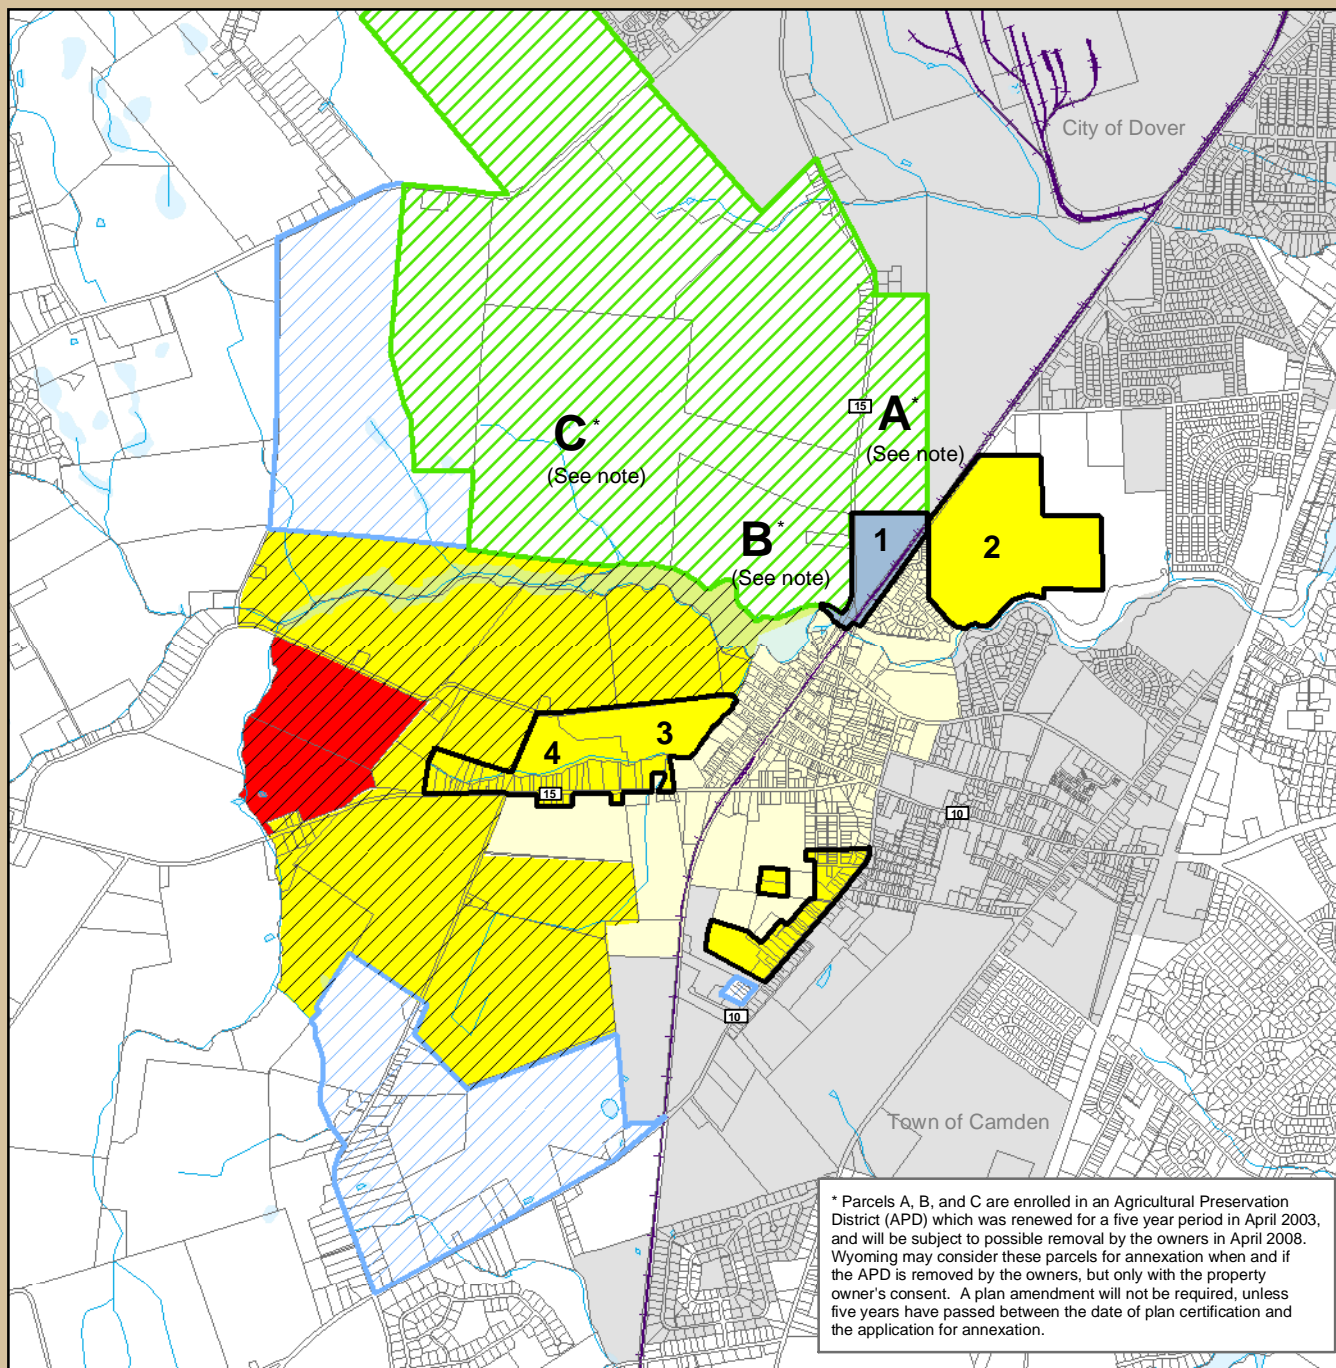 City of Dover
15
A*
(See note)
C*
(See note)
B*
(See note)
1
2
3
4
15
10
10
Town of Camden
* Parcels A, B, and C are enrolled in an Agricultural Preservation
District (APD) which was renewed for a five year period in April 2003,
and will be subject to possible removal by the owners in April 2008.
Wyoming may consider these parcels for annexation when and if
the APD is removed by the owners, but only with the property
owner's consent. A plan amendment will not be required, unless
five years have passed between the date of plan certification and
the application for annexation.